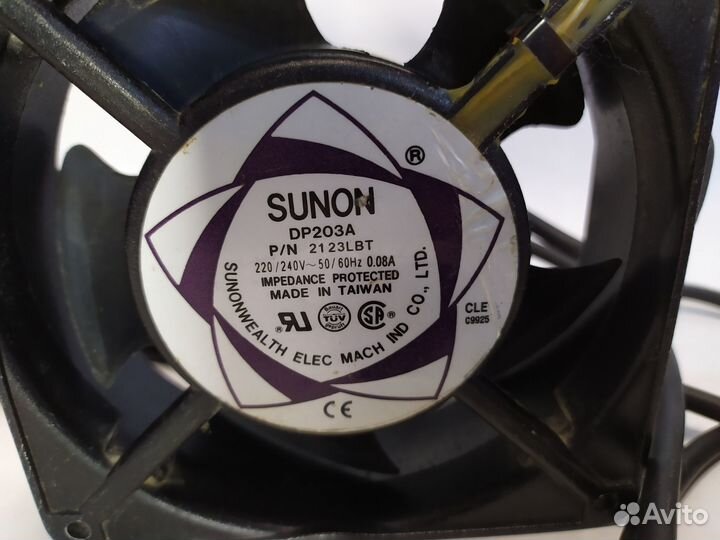 ®
SUNON
DP203A
P/N 2123LBT
220/240V~50/60Hz 0.08A
IMPEDANCE PROTECTED
MADE IN TAIWAN
SUNONWEALTH ELEC MACH IND CO., LTD.
TÜV
CLE
C9925
CE
Avito